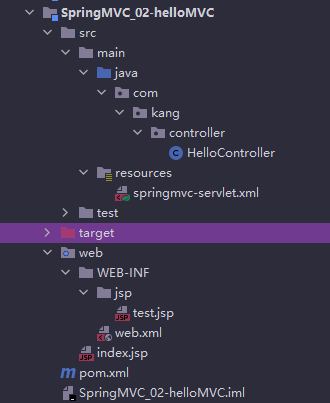 SpringMVC_02-helloMVC
src
main
java
com
kang
controller
HelloController
resources
springmvc-servlet.xml
test
target
web
WEB-INF
jsp
test.jsp
web.xml
index.jsp
pom.xml
SpringMVC_02-helloMVC.iml